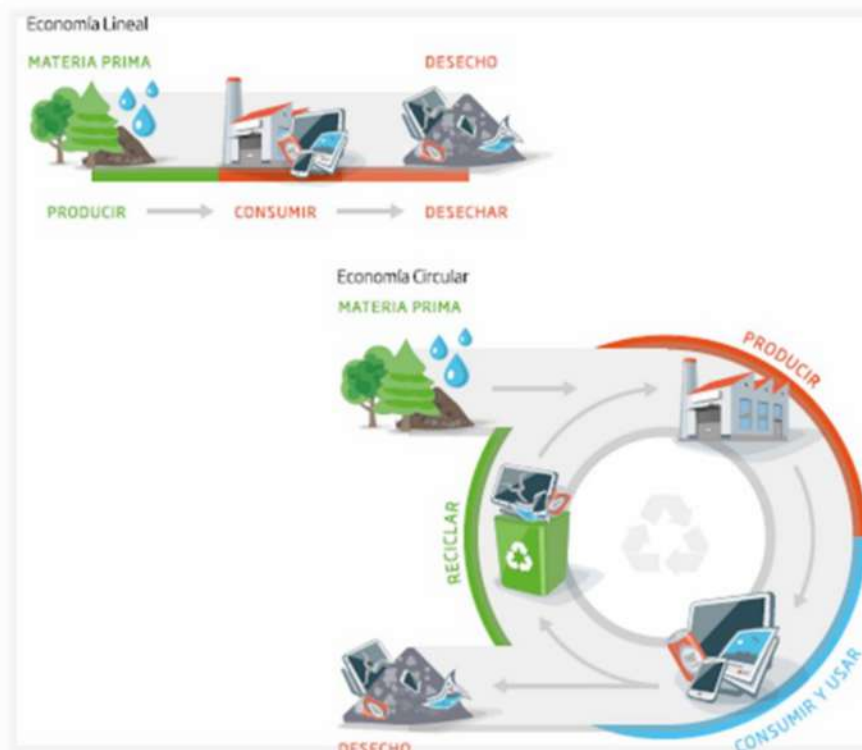 Economía Lineal
MATERIA PRIMA
DESECHO
PRODUCIR
CONSUMIR
DESECHAR
Economía Circular
MATERIA PRIMA
PRODUCIR
RECICLAR
CONSUMIR Y USAR
DESECHO